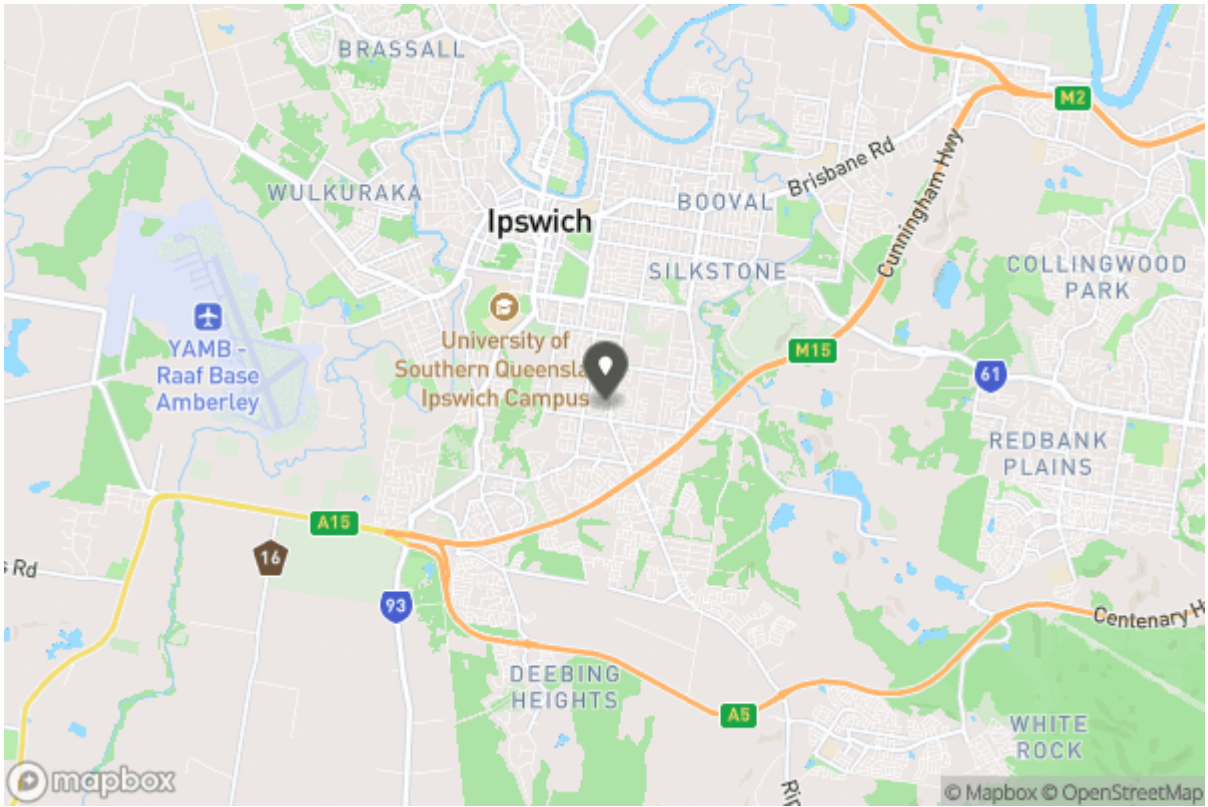 BRASSALL
M2
Brisbane Rd
Cunningham Hwy
WULKURAKA
BOOVAL
Ipswich
SILKSTONE
COLLINGWOOD
PARK
University of
Southern Queensla
Ipswich Campus
YAMB -
Raaf Base
Amberley
M15
61
REDBANK
PLAINS
A15
16
s Rd
93
Centenary H
DEEBING
HEIGHTS
A5
WHITE
ROCK
Rip
mapbox
© Mapbox © OpenStreetMap